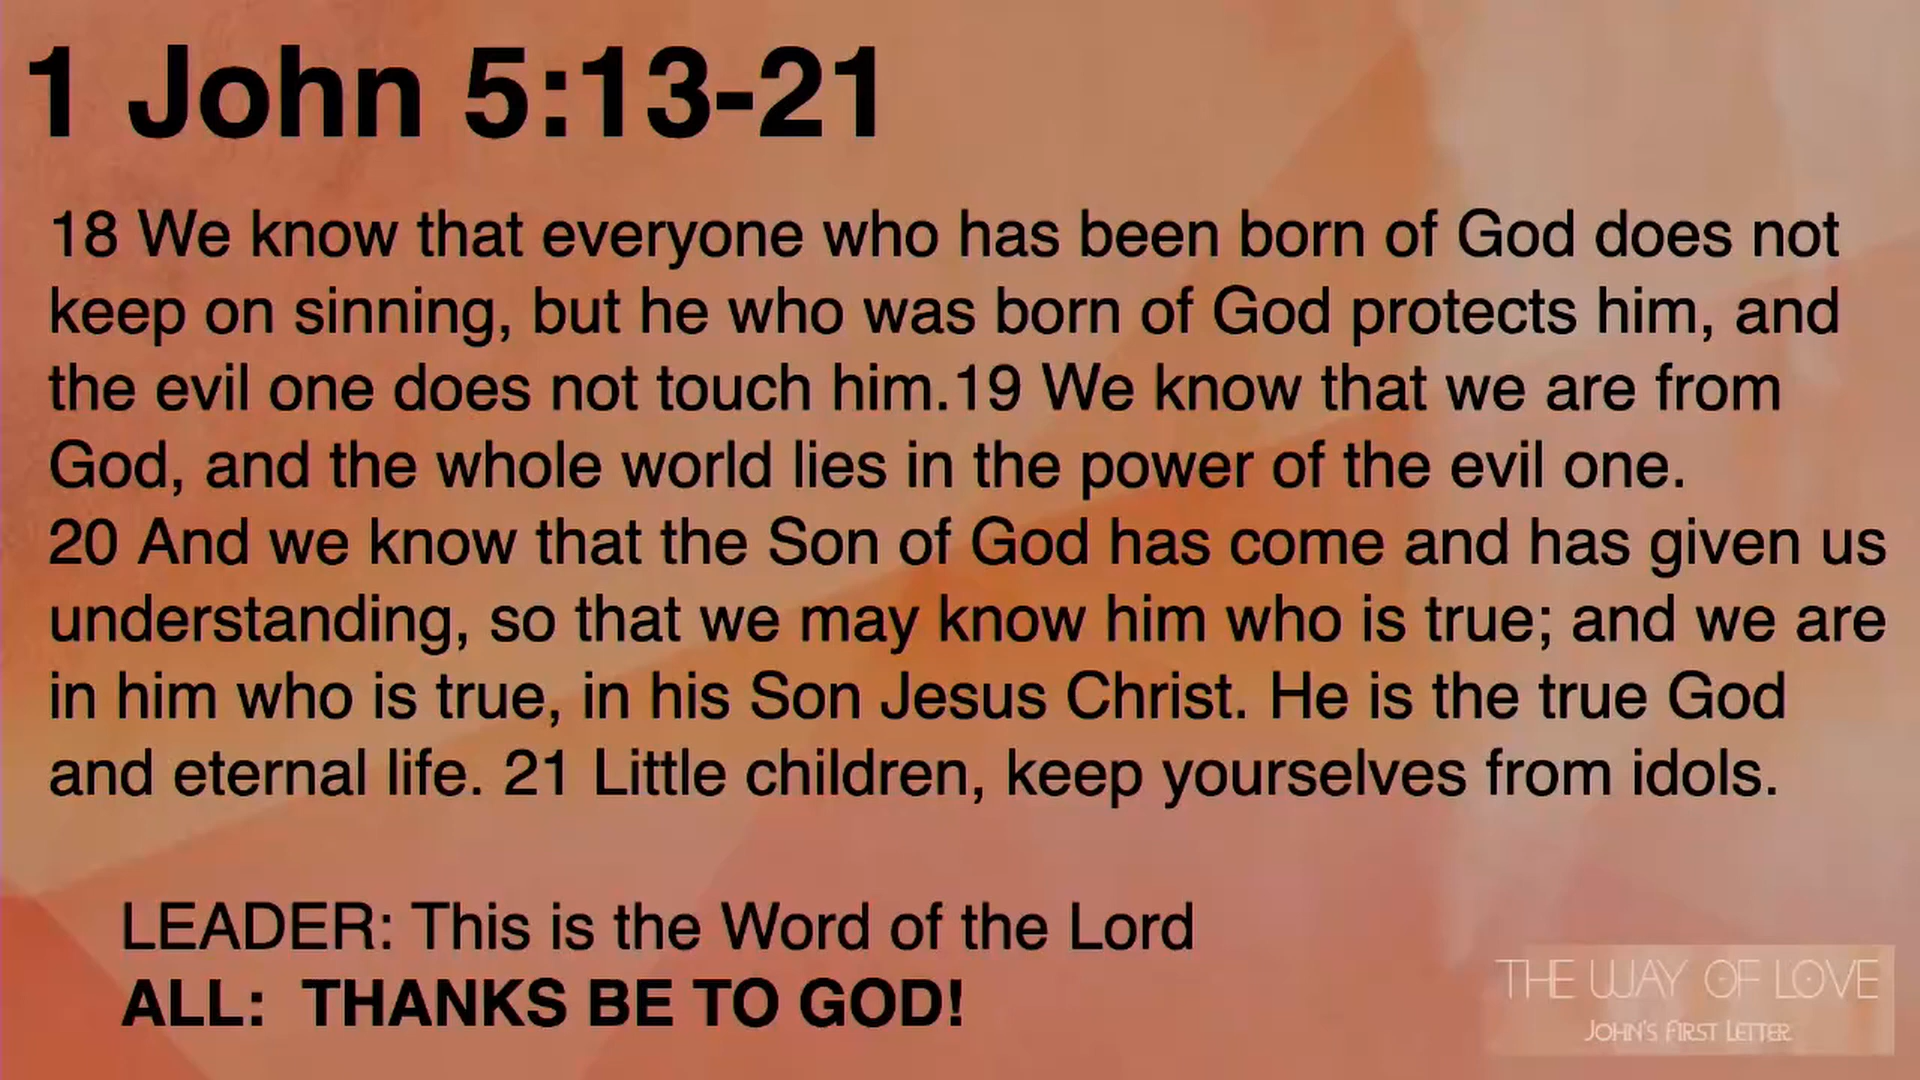 1 John 5:13-21
18 We know that everyone who has been born of God does not
keep on sinning, but he who was born of God protects him, and
the evil one does not touch him.19 We know that we are from
God, and the whole world lies in the power of the evil one.
20 And we know that the Son of God has come and has given us
understanding, so that we may know him who is true; and we are
in him who is true, in his Son Jesus Christ. He is the true God
and eternal life. 21 Little children, keep yourselves from idols.
LEADER: This is the Word of the Lord
ALL:  THANKS BE TO GOD!
THE WAY OF LOVE
JOHN'S FIRST LETTER